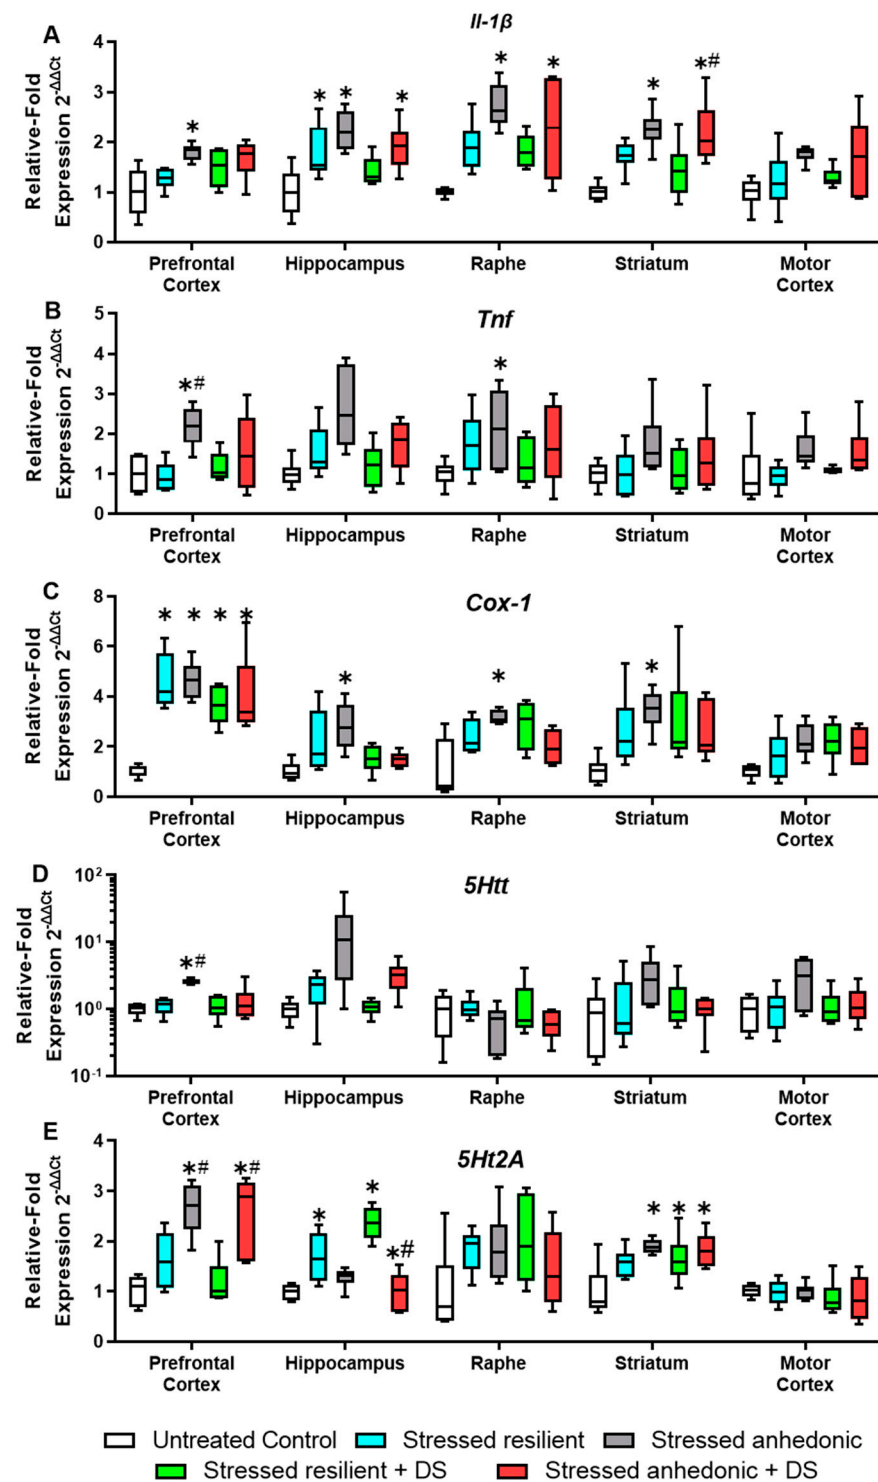 A
Il-1β
Relative-Fold
Expression 2^-ΔΔCt
4
3
2
1
0
*
* * *
* *
* *#
Prefrontal Cortex
Hippocampus
Raphe
Striatum
Motor Cortex
B
Tnf
Relative-Fold
Expression 2^-ΔΔCt
5
4
3
2
1
0
*#
*
Prefrontal Cortex
Hippocampus
Raphe
Striatum
Motor Cortex
C
Cox-1
Relative-Fold
Expression 2^-ΔΔCt
8
6
4
2
0
* * * *
*
*
*
Prefrontal Cortex
Hippocampus
Raphe
Striatum
Motor Cortex
D
5Htt
Relative-Fold
Expression 2^-ΔΔCt
10^2
10^1
10^0
10^-1
*#
Prefrontal Cortex
Hippocampus
Raphe
Striatum
Motor Cortex
E
5Ht2A
Relative-Fold
Expression 2^-ΔΔCt
4
3
2
1
0
*# *#
* * *#
* * *
Prefrontal Cortex
Hippocampus
Raphe
Striatum
Motor Cortex
Untreated Control Stressed resilient Stressed anhedonic
Stressed resilient + DS Stressed anhedonic + DS